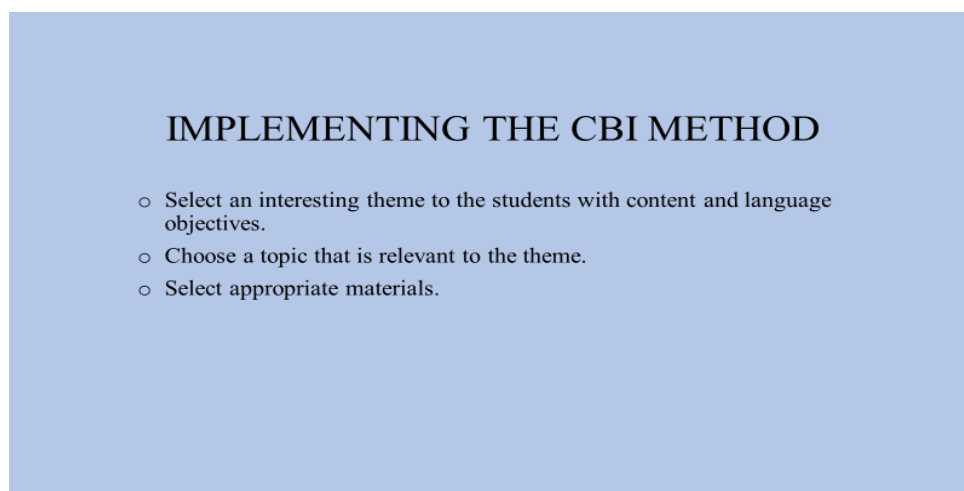 IMPLEMENTING THE CBI METHOD
o Select an interesting theme to the students with content and language
objectives.
o Choose a topic that is relevant to the theme.
o Select appropriate materials.